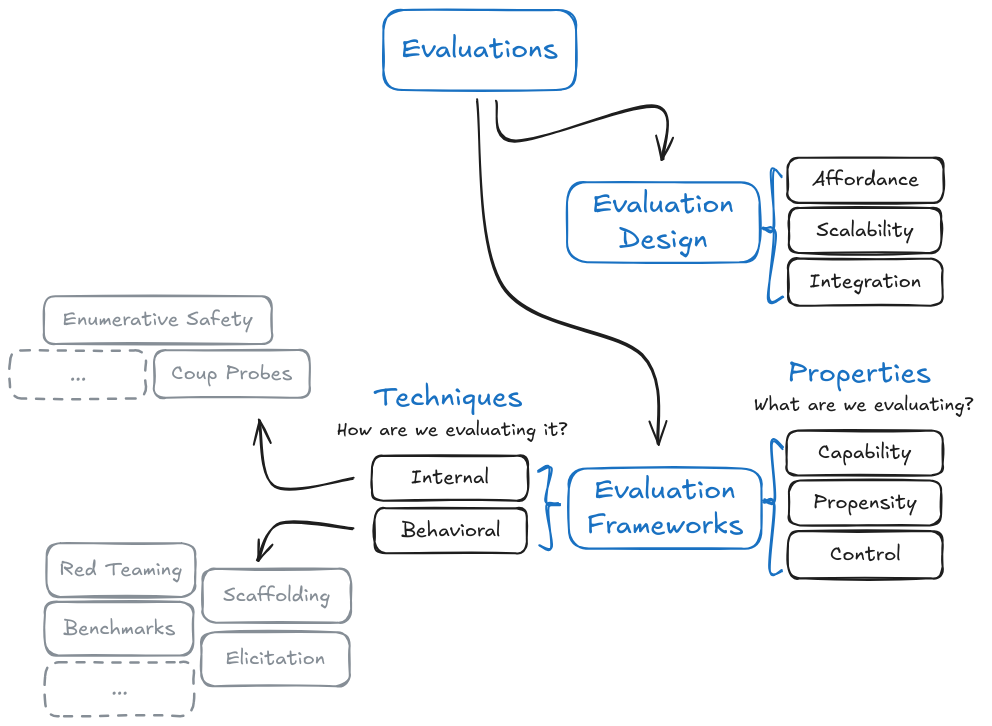 Evaluations
Evaluation
Design
Affordance
Scalability
Integration
Enumerative Safety
...
Coup Probes
Techniques
How are we evaluating it?
Internal
Behavioral
Evaluation
Frameworks
Properties
What are we evaluating?
Capability
Propensity
Control
Red Teaming
Scaffolding
Benchmarks
Elicitation
...